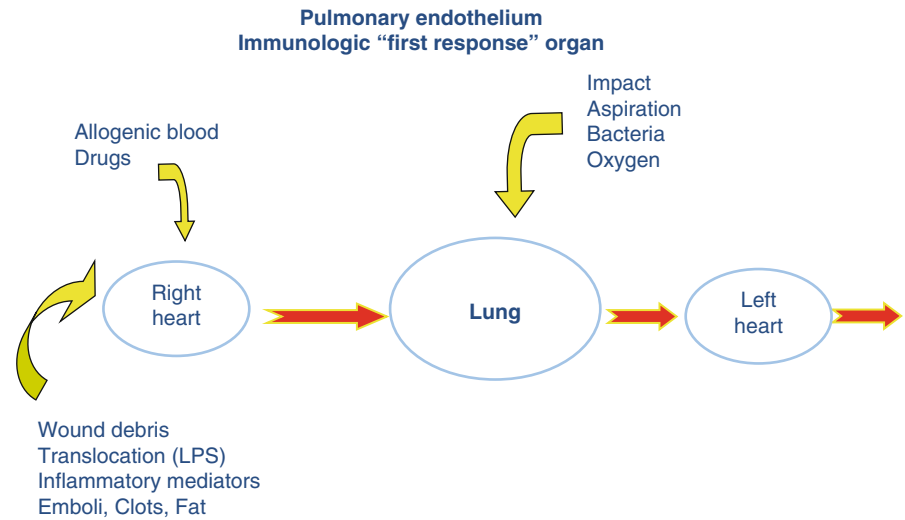 Pulmonary endothelium
Immunologic “first response” organ
Impact
Aspiration
Bacteria
Oxygen
Allogenic blood
Drugs
Right
heart
Lung
Left
heart
Wound debris
Translocation (LPS)
Inflammatory mediators
Emboli, Clots, Fat